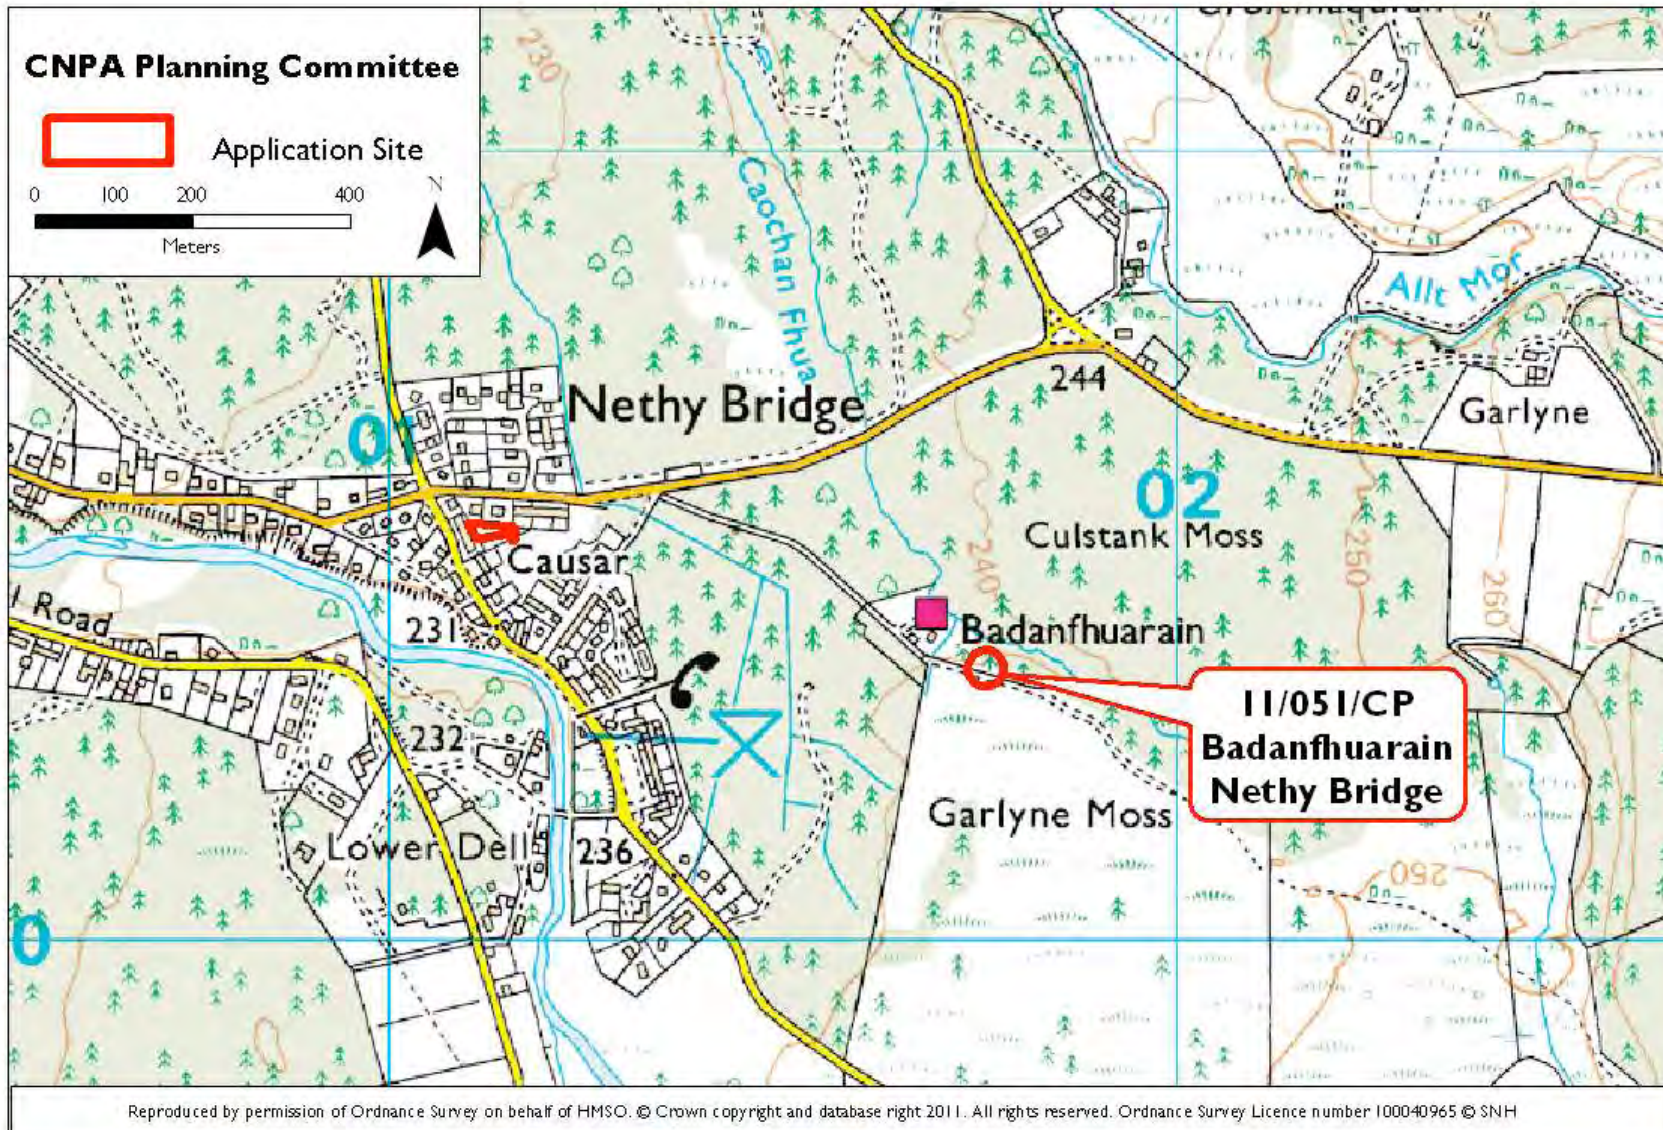 CNPA Planning Committee
Application Site
0 100 200 400
N
Meters
230
Caochan Fhuar
Allt Mor
Nethy Bridge
244
Garlyne
01
02
Culstank Moss
Causar
240
250
260
l Road
231
Badanfhuarain
11/051/CP
Badanfhuarain
Nethy Bridge
232
Garlyne Moss
Lower Dell
236
260
0
Reproduced by permission of Ordnance Survey on behalf of HMSO. © Crown copyright and database right 2011. All rights reserved. Ordnance Survey Licence number 100040965 © SNH